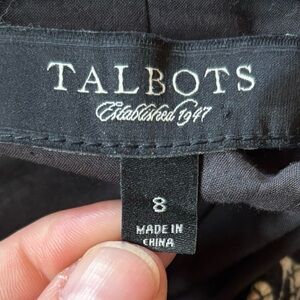 TALBOTS
Established 1947
8
MADE IN
CHINA